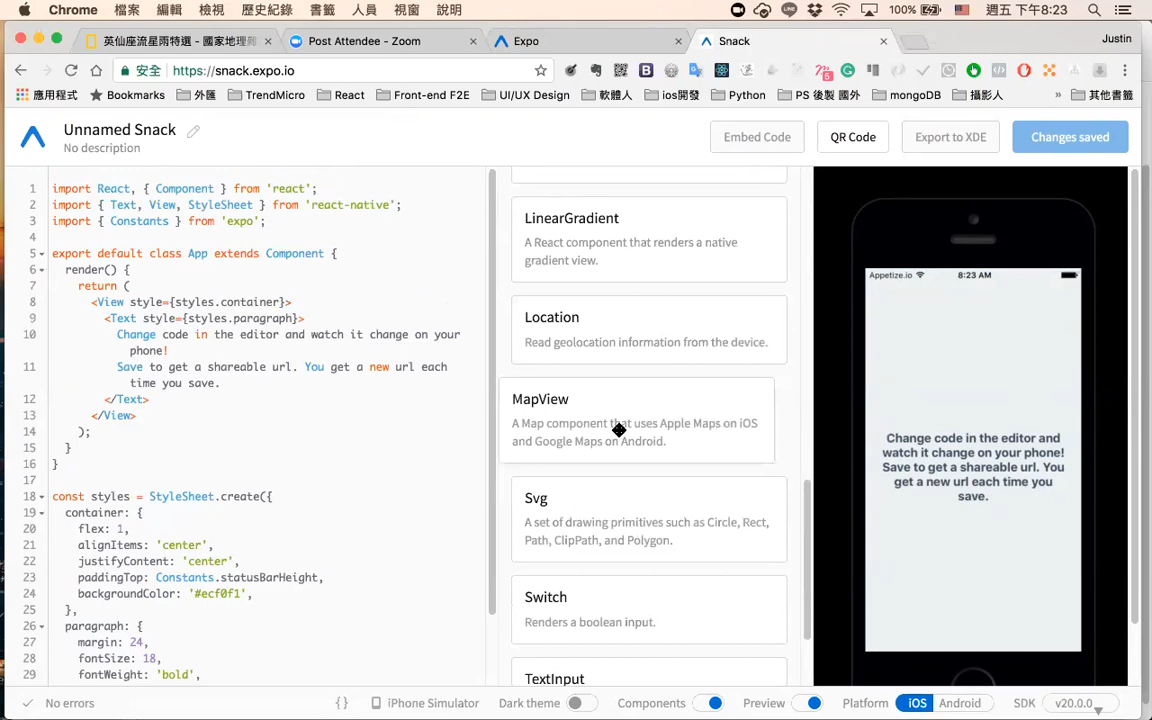 Chrome 檔案 編輯 檢視 歷史紀錄 書籤 人員 視窗 說明 100% 週五 下午8:23
英仙座流星雨特選 - 國家地理
Post Attendee - Zoom
Expo
Snack
Justin
安全 https://snack.expo.io
應用程式 Bookmarks 外匯 TrendMicro React Front-end F2E UI/UX Design 軟體人 ios開發 Python PS 後製 國外 mongoDB 攝影人 » 其他書籤
Unnamed Snack
No description
Embed Code
QR Code
Export to XDE
Changes saved
1 import React, { Component } from 'react';
2 import { Text, View, StyleSheet } from 'react-native';
3 import { Constants } from 'expo';
4
5 export default class App extends Component {
6 render() {
7 return (
8 <View style={styles.container}>
9 <Text style={styles.paragraph}>
10 Change code in the editor and watch it change on your
phone!
11 Save to get a shareable url. You get a new url each
time you save.
12 </Text>
13 </View>
14 );
15 }
16 }
17
18 const styles = StyleSheet.create({
19 container: {
20 flex: 1,
21 alignItems: 'center',
22 justifyContent: 'center',
23 paddingTop: Constants.statusBarHeight,
24 backgroundColor: '#ecf0f1',
25 },
26 paragraph: {
27 margin: 24,
28 fontSize: 18,
29 fontWeight: 'bold',
LinearGradient
A React component that renders a native
gradient view.
Location
Read geolocation information from the device.
MapView
A Map component that uses Apple Maps on iOS
and Google Maps on Android.
Svg
A set of drawing primitives such as Circle, Rect,
Path, ClipPath, and Polygon.
Switch
Renders a boolean input.
TextInput
Appetize.io 8:23 AM
Change code in the editor and
watch it change on your phone!
Save to get a shareable url. You
get a new url each time you
save.
No errors
{}
iPhone Simulator
Dark theme
Components
Preview
Platform
iOS
Android
SDK
v20.0.0